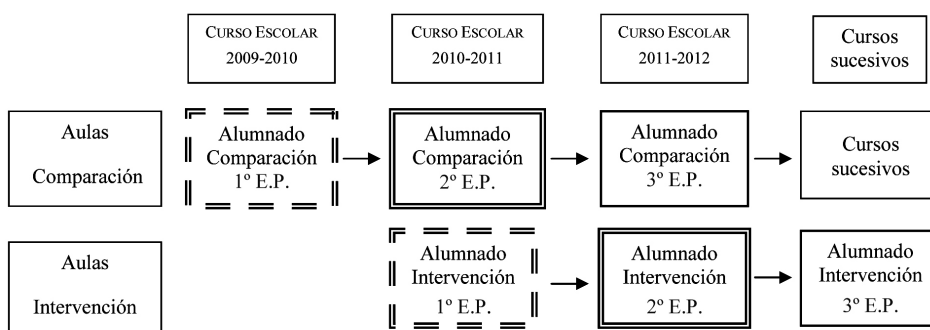 CURSO ESCOLAR
2009-2010
CURSO ESCOLAR
2010-2011
CURSO ESCOLAR
2011-2012
Cursos
sucesivos
Aulas
Comparación
Alumnado
Comparación
1º E.P.
Alumnado
Comparación
2º E.P.
Alumnado
Comparación
3º E.P.
Cursos
sucesivos
Aulas
Intervención
Alumnado
Intervención
1º E.P.
Alumnado
Intervención
2º E.P.
Alumnado
Intervención
3º E.P.